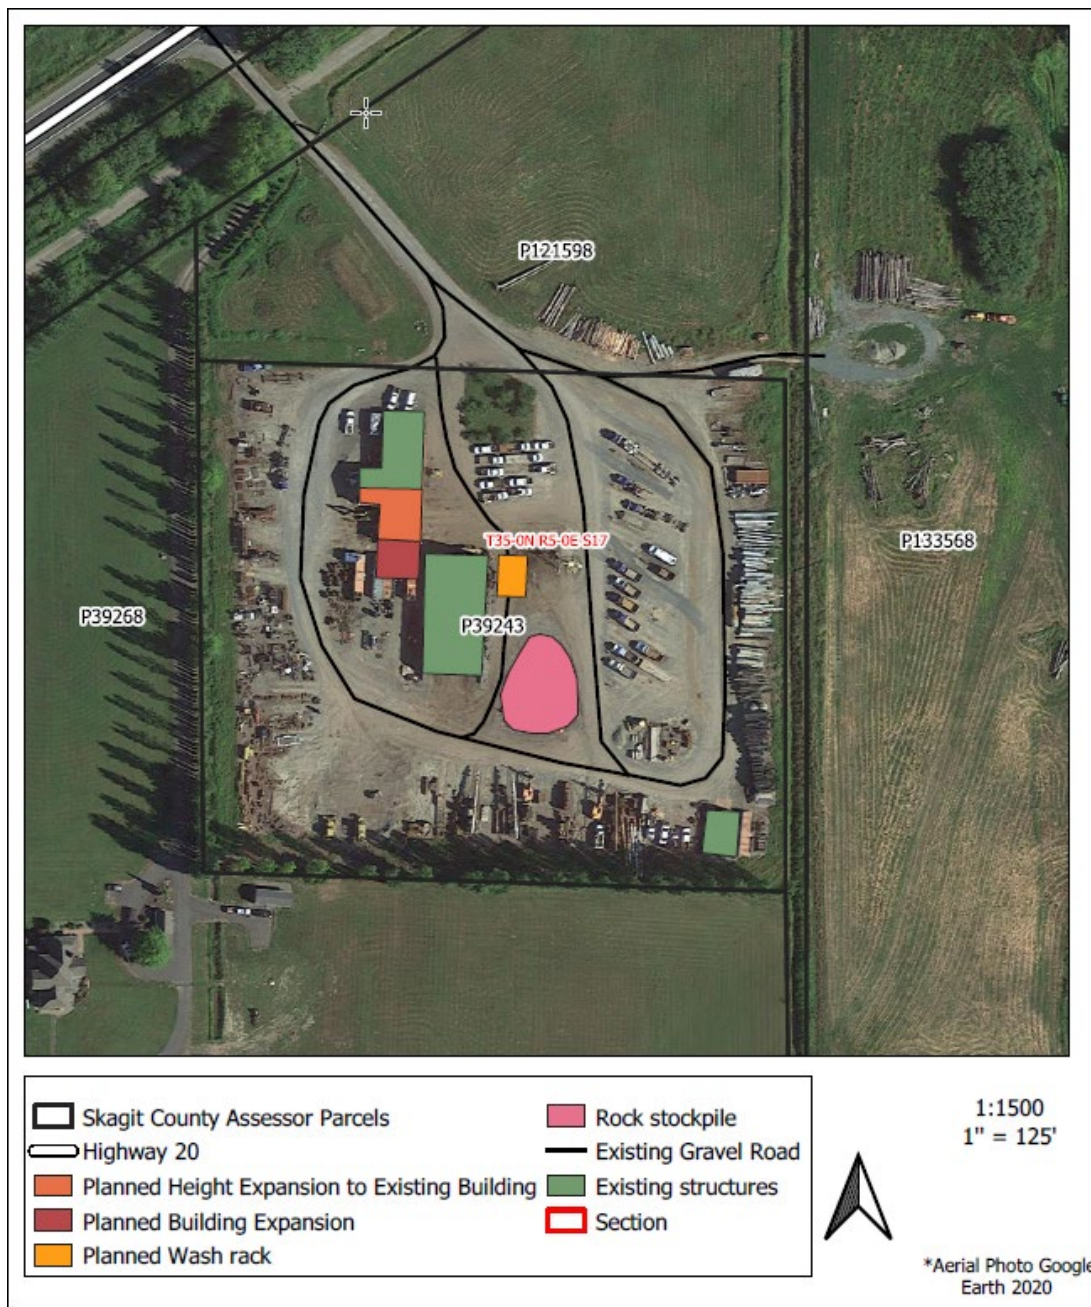 P121598
T35-0N R5-0E S17
P133568
P39268
P39243
Skagit County Assessor Parcels
Highway 20
Planned Height Expansion to Existing Building
Planned Building Expansion
Planned Wash rack
Rock stockpile
Existing Gravel Road
Existing structures
Section
1:1500
1" = 125'
*Aerial Photo Google
Earth 2020